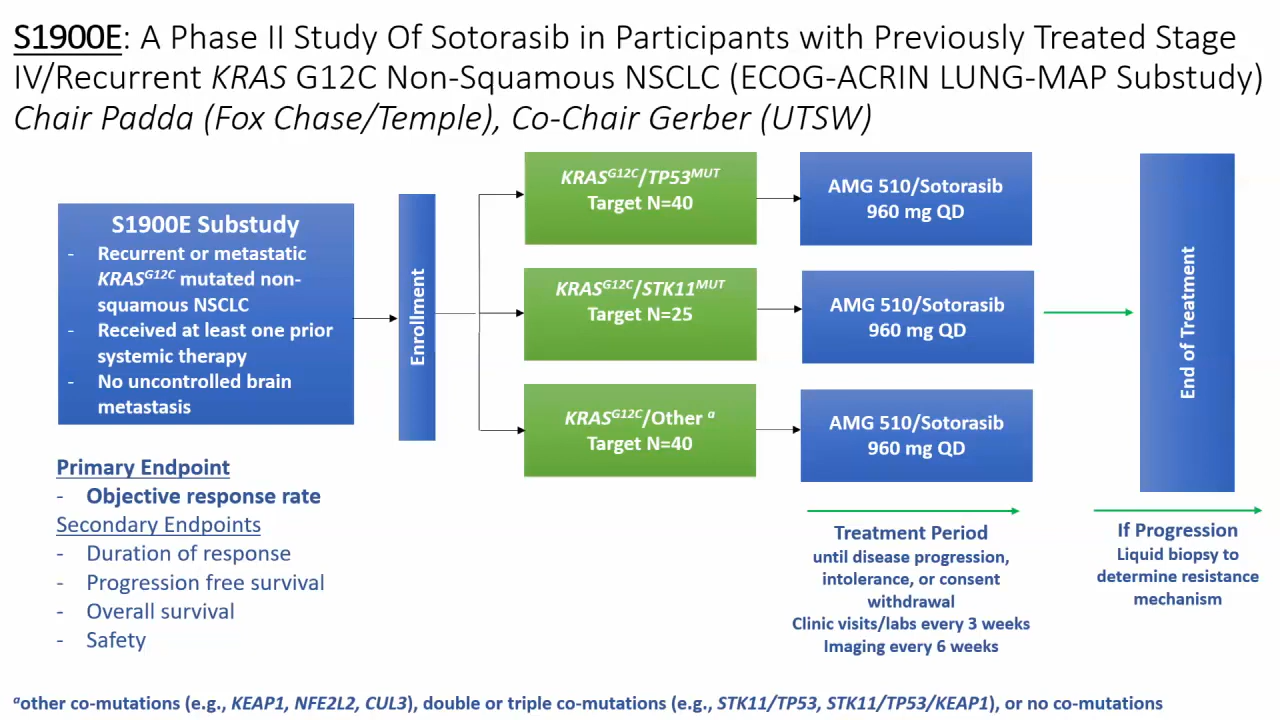 S1900E: A Phase II Study Of Sotorasib in Participants with Previously Treated Stage
IV/Recurrent KRAS G12C Non-Squamous NSCLC (ECOG-ACRIN LUNG-MAP Substudy)
Chair Padda (Fox Chase/Temple), Co-Chair Gerber (UTSW)
S1900E Substudy
- Recurrent or metastatic
KRASG12C mutated non-
squamous NSCLC
- Received at least one prior
systemic therapy
- No uncontrolled brain
metastasis
Enrollment
KRASG12C/TP53MUT
Target N=40
KRASG12C/STK11MUT
Target N=25
KRASG12C/Other a
Target N=40
AMG 510/Sotorasib
960 mg QD
AMG 510/Sotorasib
960 mg QD
AMG 510/Sotorasib
960 mg QD
End of Treatment
Primary Endpoint
- Objective response rate
Secondary Endpoints
- Duration of response
- Progression free survival
- Overall survival
- Safety
Treatment Period
until disease progression,
intolerance, or consent
withdrawal
Clinic visits/labs every 3 weeks
Imaging every 6 weeks
If Progression
Liquid biopsy to
determine resistance
mechanism
aother co-mutations (e.g., KEAP1, NFE2L2, CUL3), double or triple co-mutations (e.g., STK11/TP53, STK11/TP53/KEAP1), or no co-mutations